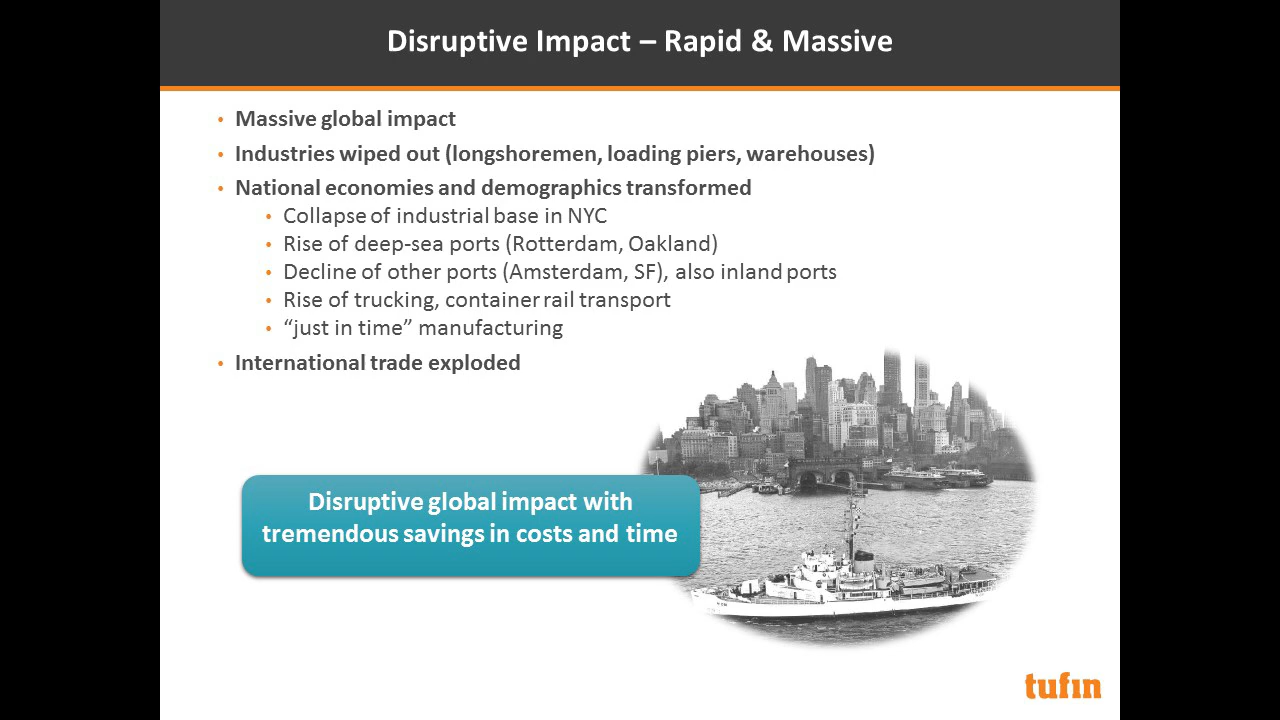 Disruptive Impact – Rapid & Massive
• Massive global impact
• Industries wiped out (longshoremen, loading piers, warehouses)
• National economies and demographics transformed
• Collapse of industrial base in NYC
• Rise of deep-sea ports (Rotterdam, Oakland)
• Decline of other ports (Amsterdam, SF), also inland ports
• Rise of trucking, container rail transport
• “just in time” manufacturing
• International trade exploded
Disruptive global impact with
tremendous savings in costs and time
tufin